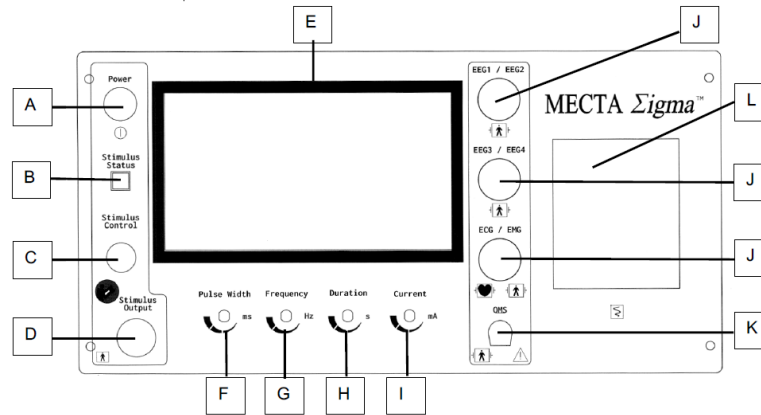 E
J
Power
EEG1 / EEG2
MECTA Σigma™
A
L
Stimulus
Status
EEG3 / EEG4
B
J
Stimulus
Control
ECG / EMG
C
J
Pulse Width
Frequency
Duration
Current
Stimulus
Output
ms
Hz
s
mA
OMS
D
K
F
G
H
I